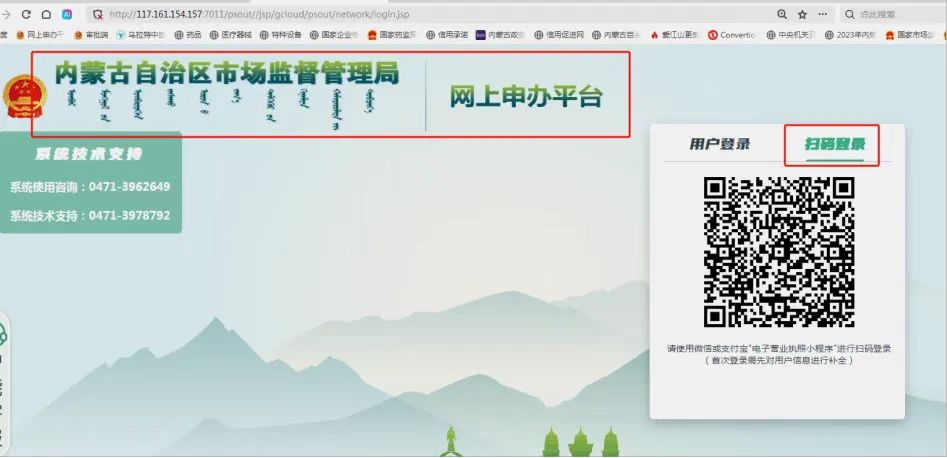 http://117.161.154.157:7011/psout//jsp/gcloud/psout/network/login.jsp
点此搜索
网上申办平
审批端
乌拉特中旗
药品
医疗器械
特种设备
国家企业信
国家药监局
信用承诺
内蒙古政务
信用促进网
内蒙古自治
爱江山更美
Convertio
中央机关及
2023年内蒙
国家市场监
内蒙古自治区市场监督管理局
网上申办平台
系统技术支持
系统使用咨询：0471-3962649
系统技术支持：0471-3978792
用户登录
扫码登录
请使用微信或支付宝"电子营业执照小程序"进行扫码登录
（首次登录需先对用户信息进行补全）